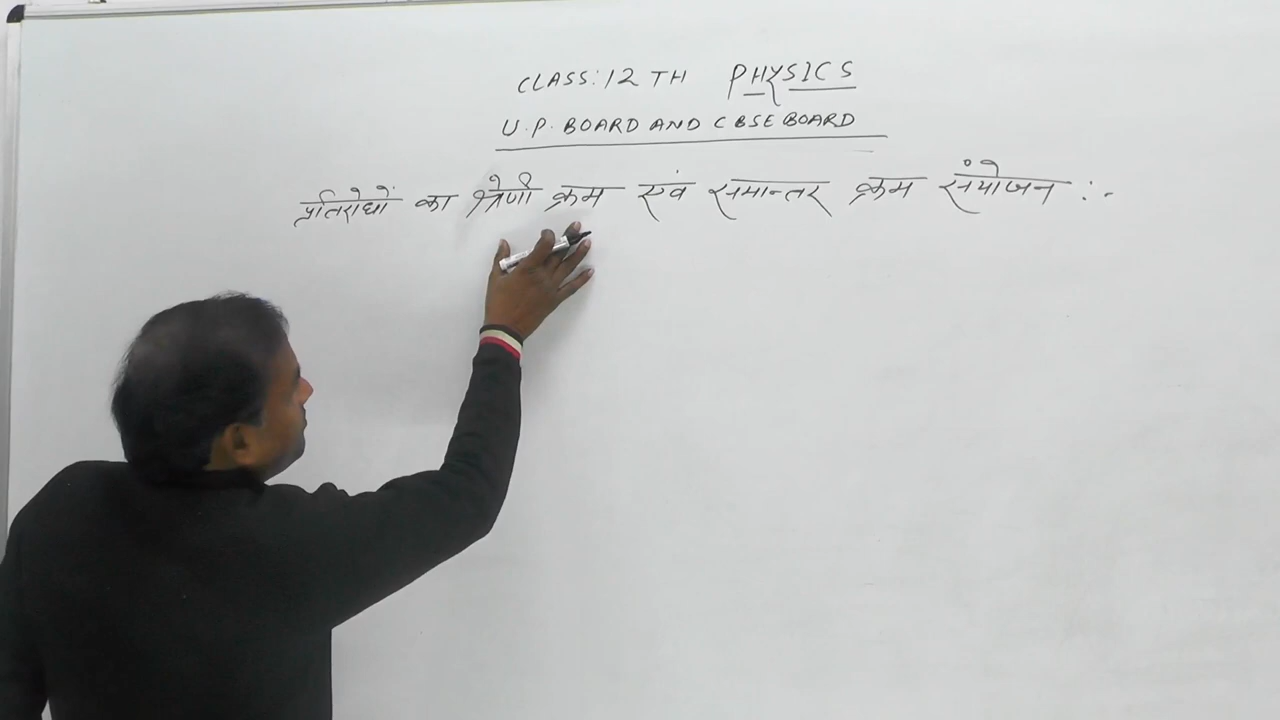 CLASS: 12 TH PHYSICS
U.P. BOARD AND CBSE BOARD
प्रतिरोधों का श्रेणी क्रम एवं समान्तर क्रम संयोजन :-